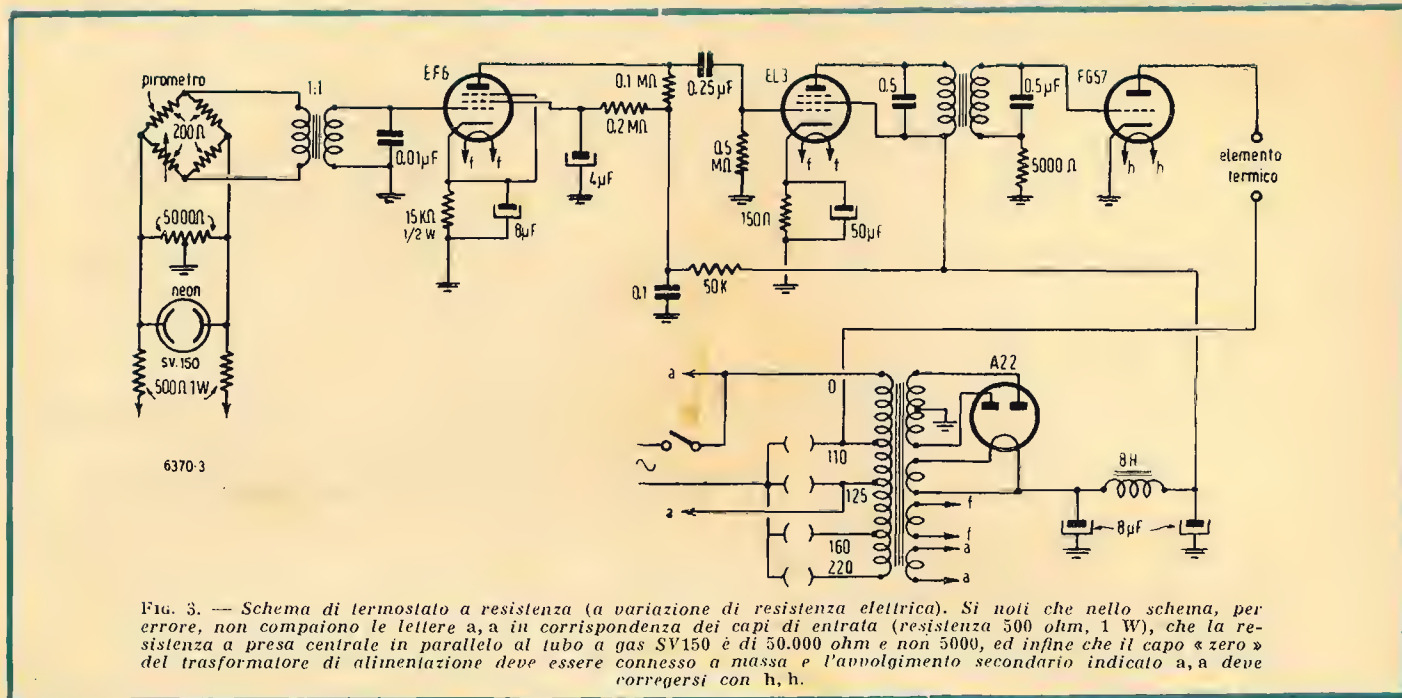 pirometro
1:1
EF6
0.1 MΩ
0.25µF
EL3
0.5
0.5µF
FG57
200Ω
0.01µF
0.2 MΩ
4µF
0.5
MΩ
f
f
f
f
h
h
5000 Ω
elemento
termico
5000Ω
15KΩ
1/2 W
8µF
150Ω
50µF
neon
SV.150
500Ω 1W
0.1
50K
a
0
A22
110
125
a
160
220
8H
f
f
a
a
8µF
6370-3
FIG. 3. — Schema di termostato a resistenza (a variazione di resistenza elettrica). Si noti che nello schema, per
errore, non compaiono le lettere a, a in corrispondenza dei capi di entrata (resistenza 500 ohm, 1 W), che la re-
sistenza a presa centrale in parallelo al tubo a gas SV150 è di 50.000 ohm e non 5000, ed infine che il capo « zero »
del trasformatore di alimentazione deve essere connesso a massa e l'avvolgimento secondario indicato a, a deve
corregersi con h, h.